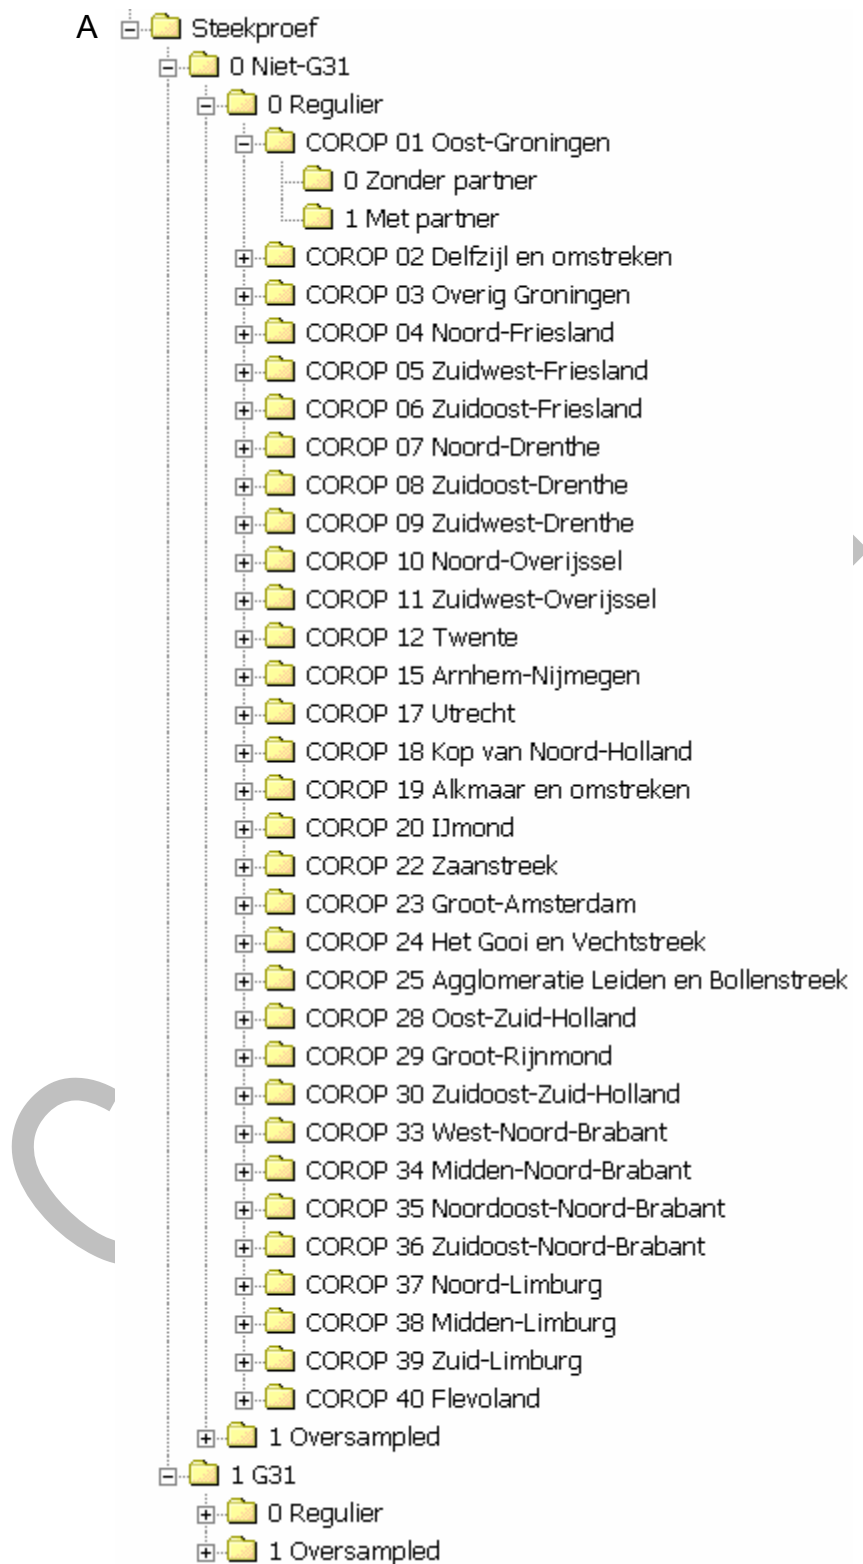 A Steekproef
0 Niet-G31
0 Regulier
COROP 01 Oost-Groningen
0 Zonder partner
1 Met partner
COROP 02 Delfzijl en omstreken
COROP 03 Overig Groningen
COROP 04 Noord-Friesland
COROP 05 Zuidwest-Friesland
COROP 06 Zuidoost-Friesland
COROP 07 Noord-Drenthe
COROP 08 Zuidoost-Drenthe
COROP 09 Zuidwest-Drenthe
COROP 10 Noord-Overijssel
COROP 11 Zuidwest-Overijssel
COROP 12 Twente
COROP 15 Arnhem-Nijmegen
COROP 17 Utrecht
COROP 18 Kop van Noord-Holland
COROP 19 Alkmaar en omstreken
COROP 20 IJmond
COROP 22 Zaanstreek
COROP 23 Groot-Amsterdam
COROP 24 Het Gooi en Vechtstreek
COROP 25 Agglomeratie Leiden en Bollenstreek
COROP 28 Oost-Zuid-Holland
COROP 29 Groot-Rijnmond
COROP 30 Zuidoost-Zuid-Holland
COROP 33 West-Noord-Brabant
COROP 34 Midden-Noord-Brabant
COROP 35 Noordoost-Noord-Brabant
COROP 36 Zuidoost-Noord-Brabant
COROP 37 Noord-Limburg
COROP 38 Midden-Limburg
COROP 39 Zuid-Limburg
COROP 40 Flevoland
1 Oversampled
1 G31
0 Regulier
1 Oversampled